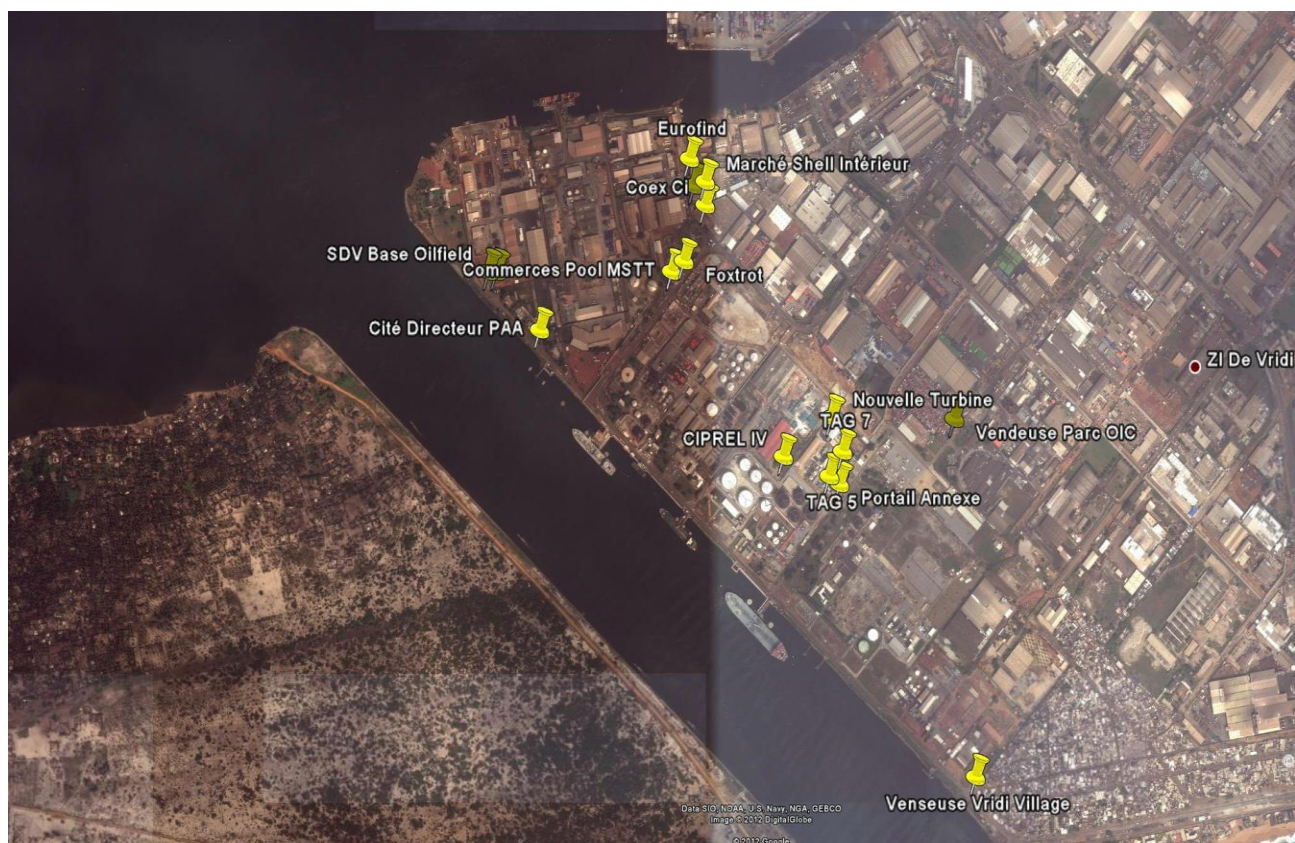 Eurofind
Marché Shell Intérieur
Coex Ci
SDV Base Oilfield
Commerces Pool MSTT
Foxtrot
Cité Directeur PAA
ZI De Vridi
Nouvelle Turbine
TAG 7
Vendeuse Parc OIC
CIPREL IV
TAG 5
Portail Annexe
Venseuse Vridi Village
Data SIO, NOAA, U.S. Navy, NGA, GEBCO
Image © 2012 DigitalGlobe
© 2012 Google